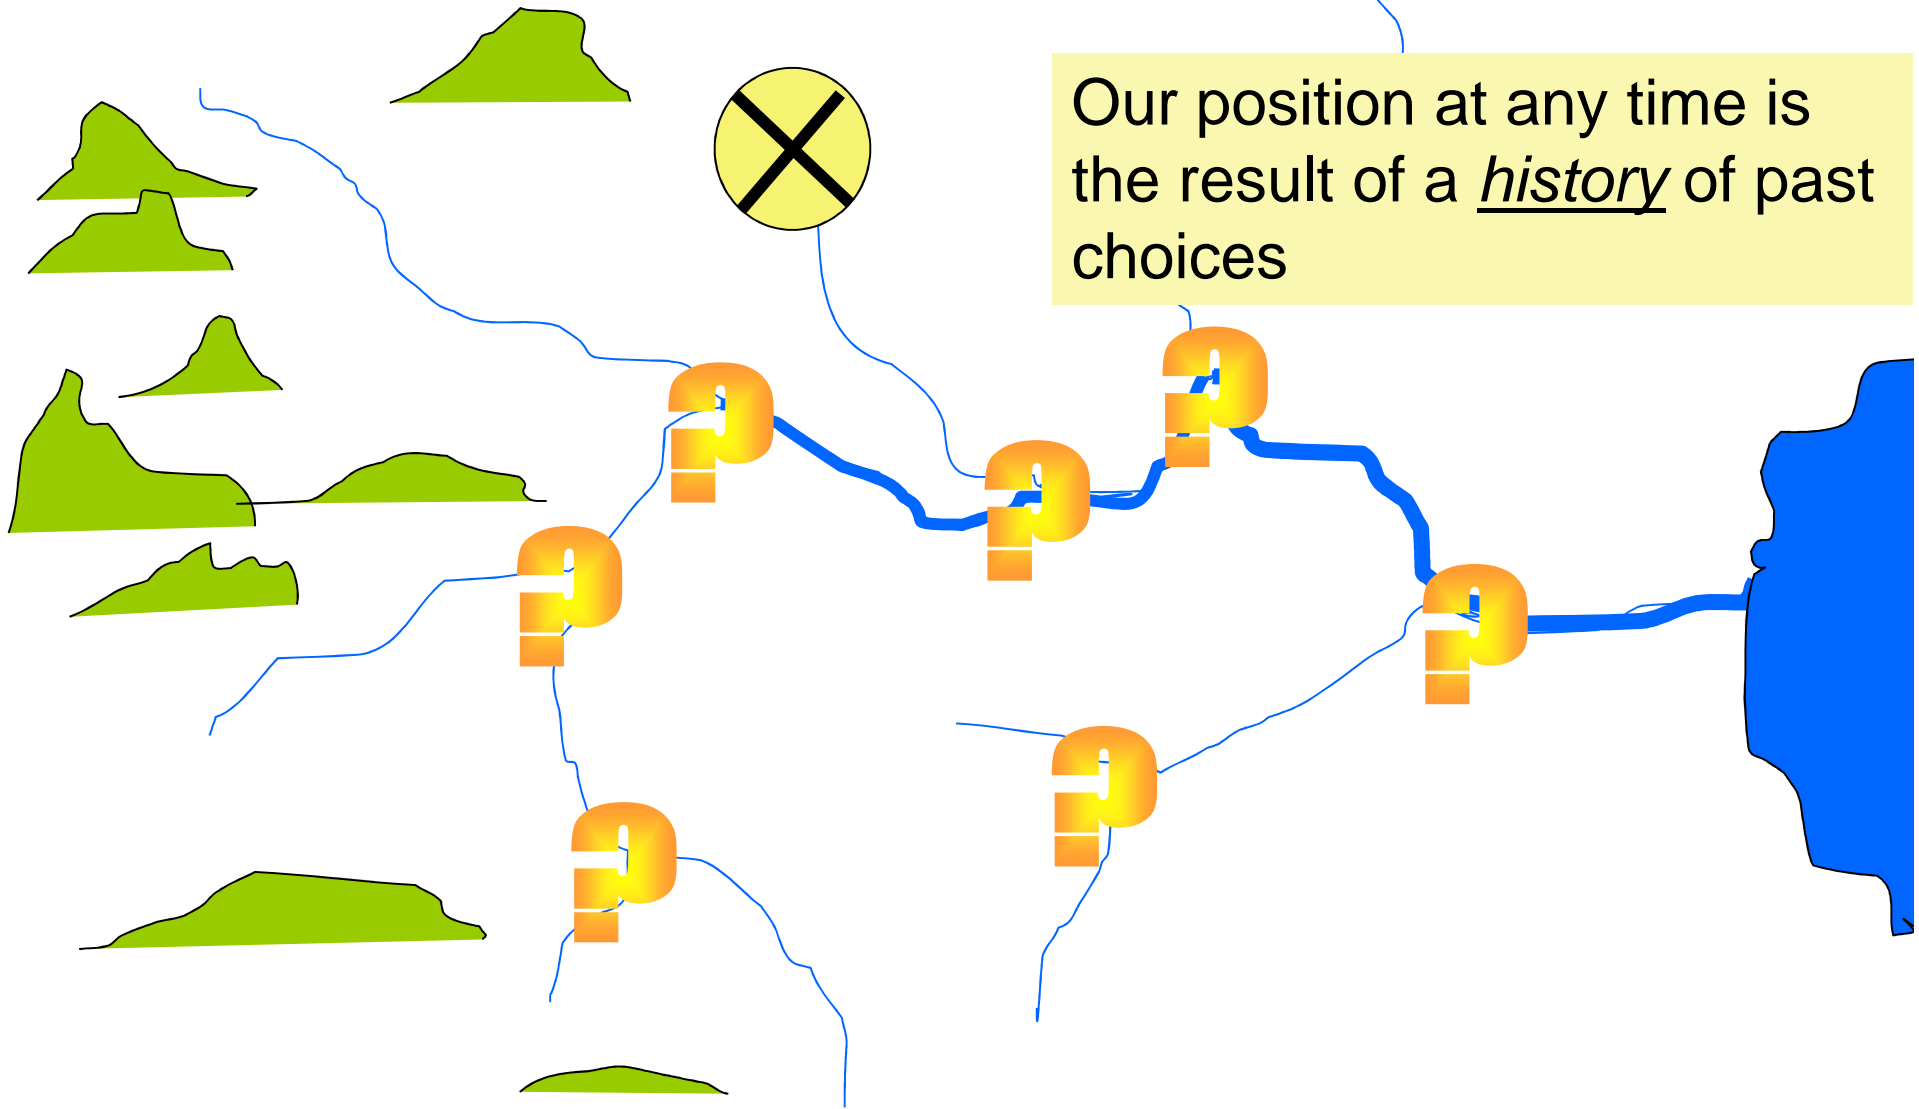 Our position at any time is
the result of a history of past
choices
?
?
?
?
?
?
?